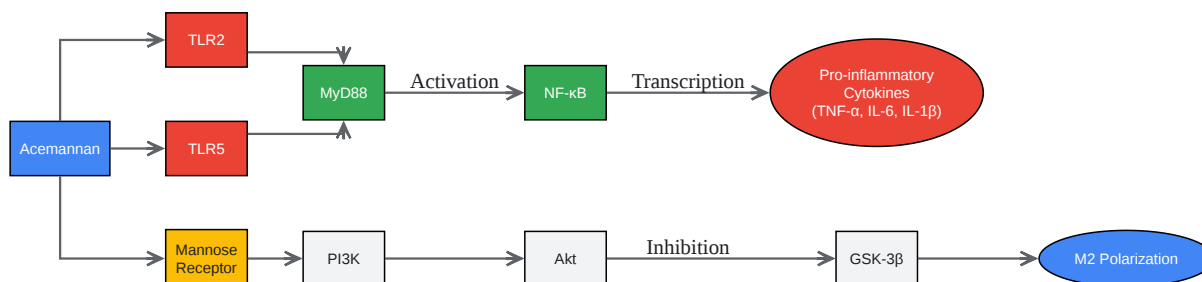 TLR2
MyD88
Activation
NF-κB
Transcription
Pro-inflammatory
Cytokines
(TNF-α, IL-6, IL-1β)
Acemannan
TLR5
Mannose
Receptor
PI3K
Akt
Inhibition
GSK-3β
M2 Polarization